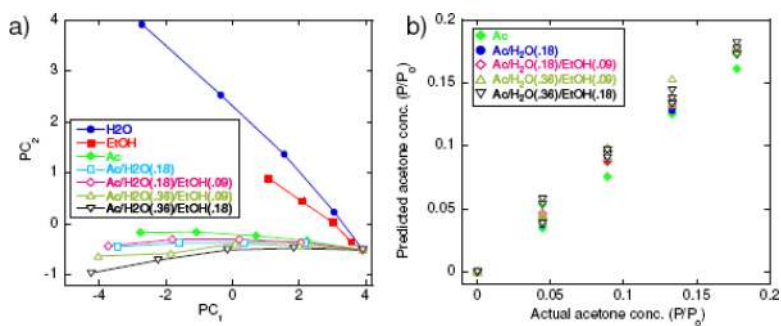 a)
4
3
2
1
0
-1
PC2
H2O
EtOH
Ac
Ac/H2O(.18)
Ac/H2O(.18)/EtOH(.09)
Ac/H2O(.36)/EtOH(.09)
Ac/H2O(.36)/EtOH(.18)
-4 -2 0 2 4
PC1
b)
0.2
0.15
0.1
0.05
0
Predicted acetone conc. (P/P0)
Ac
Ac/H2O(.18)
Ac/H2O(.18)/EtOH(.09)
Ac/H2O(.36)/EtOH(.09)
Ac/H2O(.36)/EtOH(.18)
0 0.05 0.1 0.15 0.2
Actual acetone conc. (P/P0)